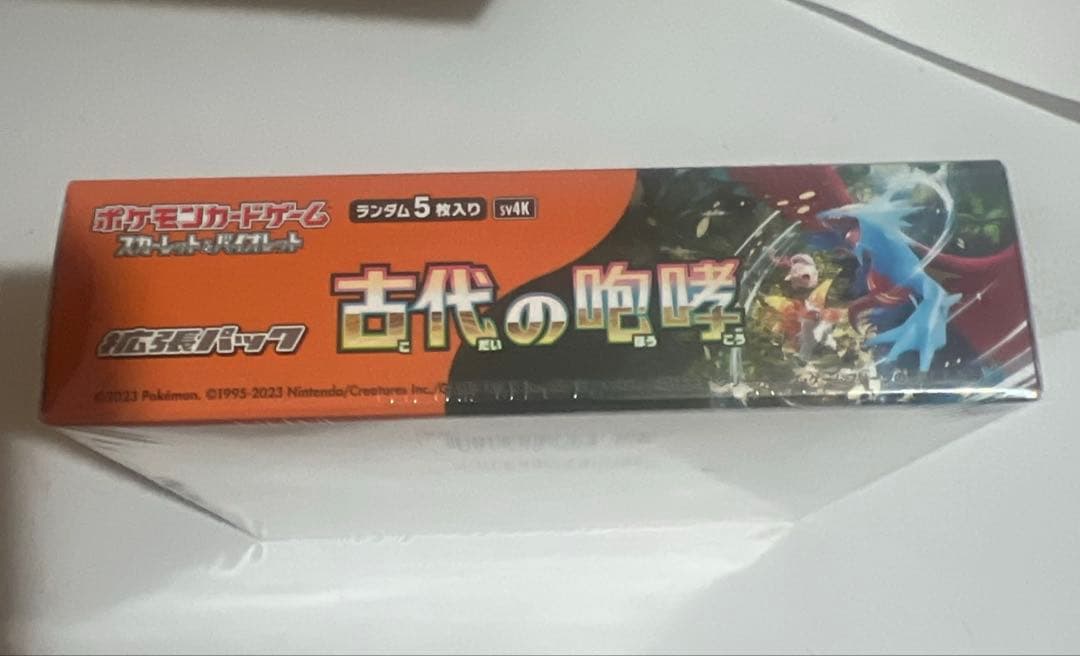 ポケモンカードゲーム
スカーレット&バイオレット
ランダム5枚入り
SV4K
古代の咆哮
こ だい ほう こう
拡張パック
©2023 Pokémon. ©1995-2023 Nintendo/Creatures Inc./G